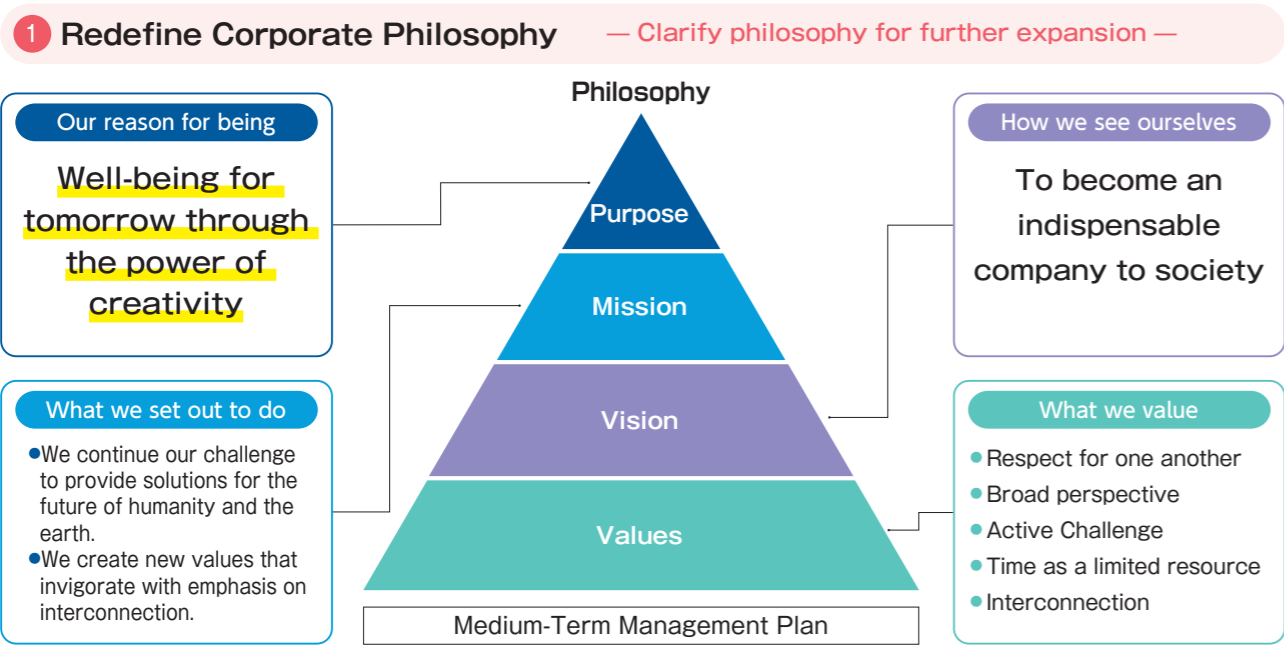 1 Redefine Corporate Philosophy — Clarify philosophy for further expansion —
Philosophy
Our reason for being
Well-being for
tomorrow through
the power of
creativity
What we set out to do
●We continue our challenge
to provide solutions for the
future of humanity and the
earth.
●We create new values that
invigorate with emphasis on
interconnection.
Purpose
Mission
Vision
Values
Medium-Term Management Plan
How we see ourselves
To become an
indispensable
company to society
What we value
●Respect for one another
●Broad perspective
●Active Challenge
●Time as a limited resource
●Interconnection